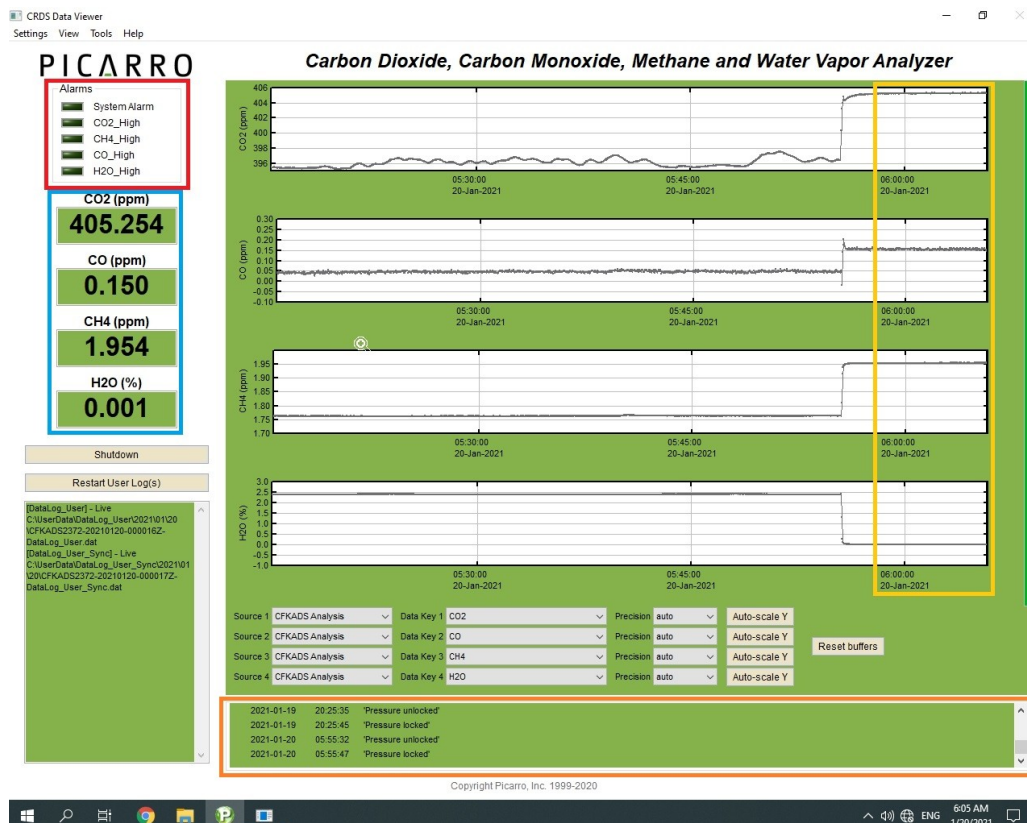 CRDS Data Viewer
Settings View Tools Help
PICARRO
Carbon Dioxide, Carbon Monoxide, Methane and Water Vapor Analyzer
Alarms
System Alarm
CO2_High
CH4_High
CO_High
H2O_High
CO2 (ppm)
405.254
CO (ppm)
0.150
CH4 (ppm)
1.954
H2O (%)
0.001
Shutdown
Restart User Log(s)
[DataLog_User] - Live
C:\UserData\DataLog_User\2021\01\20
\CFKADS2372-20210120-000016Z-
DataLog_User.dat
[DataLog_User_Sync] - Live
C:\UserData\DataLog_User_Sync\2021\01
\20\CFKADS2372-20210120-000017Z-
DataLog_User_Sync.dat
CO2 (ppm)
406
404
402
400
398
396
05:30:00 05:45:00 06:00:00
20-Jan-2021 20-Jan-2021 20-Jan-2021
CO (ppm)
0.30
0.25
0.20
0.15
0.10
0.05
0.00
-0.05
-0.10
05:30:00 05:45:00 06:00:00
20-Jan-2021 20-Jan-2021 20-Jan-2021
CH4 (ppm)
1.95
1.90
1.85
1.80
1.75
1.70
05:30:00 05:45:00 06:00:00
20-Jan-2021 20-Jan-2021 20-Jan-2021
H2O (%)
3.0
2.5
2.0
1.5
1.0
0.5
0.0
-0.5
-1.0
05:30:00 05:45:00 06:00:00
20-Jan-2021 20-Jan-2021 20-Jan-2021
Source 1 CFKADS Analysis Data Key 1 CO2 Precision auto Auto-scale Y
Source 2 CFKADS Analysis Data Key 2 CO Precision auto Auto-scale Y
Source 3 CFKADS Analysis Data Key 3 CH4 Precision auto Auto-scale Y
Source 4 CFKADS Analysis Data Key 4 H2O Precision auto Auto-scale Y
Reset buffers
2021-01-19 20:25:35 'Pressure unlocked'
2021-01-19 20:25:45 'Pressure locked'
2021-01-20 05:55:32 'Pressure unlocked'
2021-01-20 05:55:47 'Pressure locked'
Copyright Picarro, Inc. 1999-2020
ENG
6:05 AM
1/20/2021